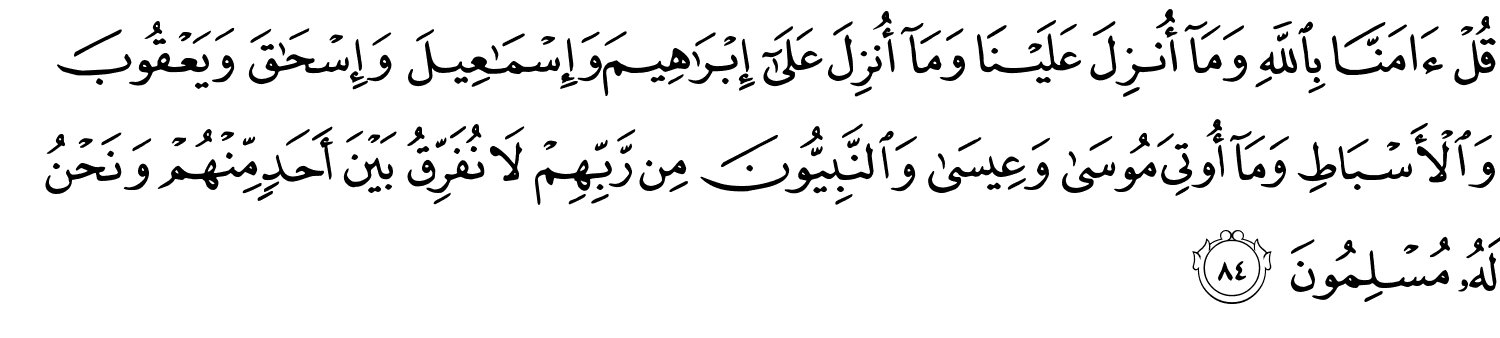 قُلْ ءَامَنَّا بِٱللَّهِ وَمَآ أُنزِلَ عَلَيْنَا وَمَآ أُنزِلَ عَلَىٰٓ إِبْرَٰهِيمَ وَإِسْمَٰعِيلَ وَإِسْحَٰقَ وَيَعْقُوبَ
وَٱلْأَسْبَاطِ وَمَآ أُوتِىَ مُوسَىٰ وَعِيسَىٰ وَٱلنَّبِيُّونَ مِن رَّبِّهِمْ لَا نُفَرِّقُ بَيْنَ أَحَدٍ مِّنْهُمْ وَنَحْنُ
لَهُۥ مُسْلِمُونَ ٨٤